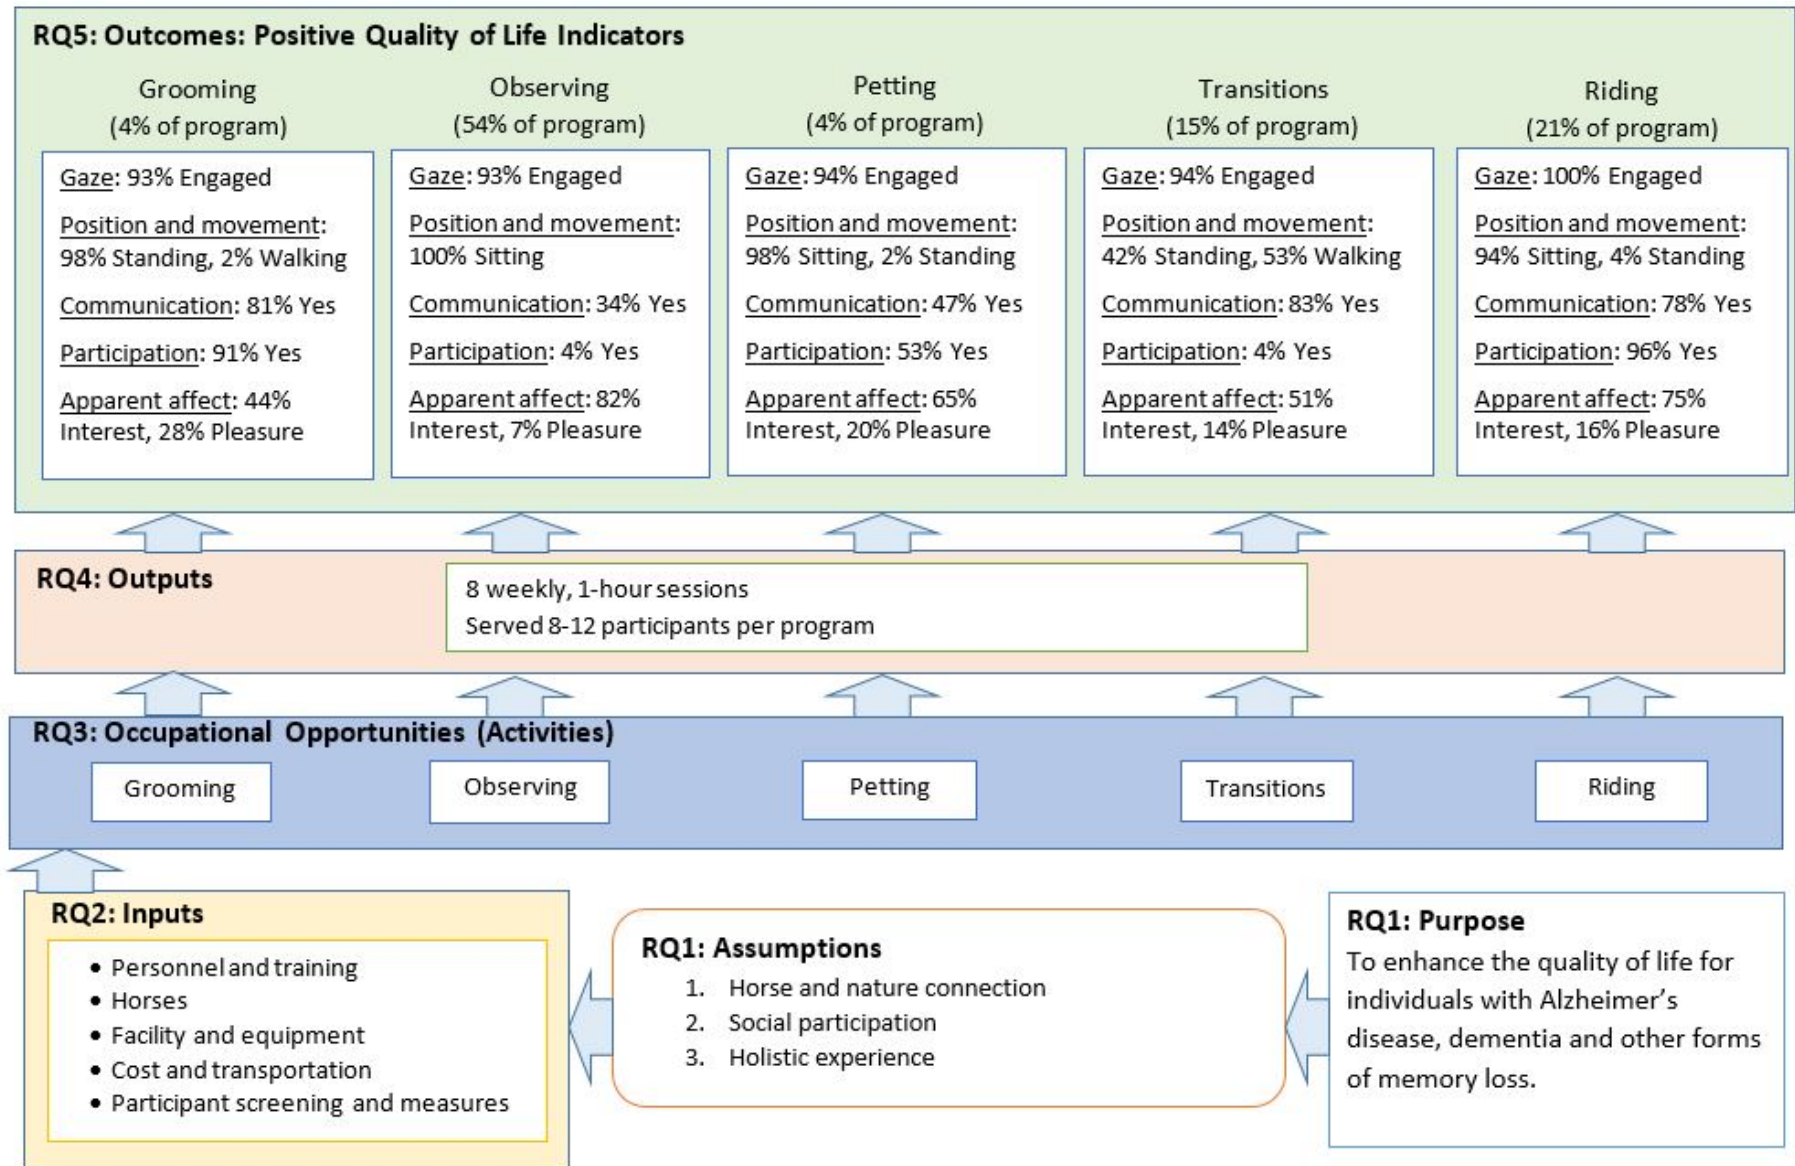 RQ5: Outcomes: Positive Quality of Life Indicators
Grooming
(4% of program)
Gaze: 93% Engaged
Position and movement:
98% Standing, 2% Walking
Communication: 81% Yes
Participation: 91% Yes
Apparent affect: 44%
Interest, 28% Pleasure
Observing
(54% of program)
Gaze: 93% Engaged
Position and movement:
100% Sitting
Communication: 34% Yes
Participation: 4% Yes
Apparent affect: 82%
Interest, 7% Pleasure
Petting
(4% of program)
Gaze: 94% Engaged
Position and movement:
98% Sitting, 2% Standing
Communication: 47% Yes
Participation: 53% Yes
Apparent affect: 65%
Interest, 20% Pleasure
Transitions
(15% of program)
Gaze: 94% Engaged
Position and movement:
42% Standing, 53% Walking
Communication: 83% Yes
Participation: 4% Yes
Apparent affect: 51%
Interest, 14% Pleasure
Riding
(21% of program)
Gaze: 100% Engaged
Position and movement:
94% Sitting, 4% Standing
Communication: 78% Yes
Participation: 96% Yes
Apparent affect: 75%
Interest, 16% Pleasure
RQ4: Outputs
8 weekly, 1-hour sessions
Served 8-12 participants per program
RQ3: Occupational Opportunities (Activities)
Grooming
Observing
Petting
Transitions
Riding
RQ2: Inputs
• Personnel and training
• Horses
• Facility and equipment
• Cost and transportation
• Participant screening and measures
RQ1: Assumptions
1. Horse and nature connection
2. Social participation
3. Holistic experience
RQ1: Purpose
To enhance the quality of life for
individuals with Alzheimer's
disease, dementia and other forms
of memory loss.